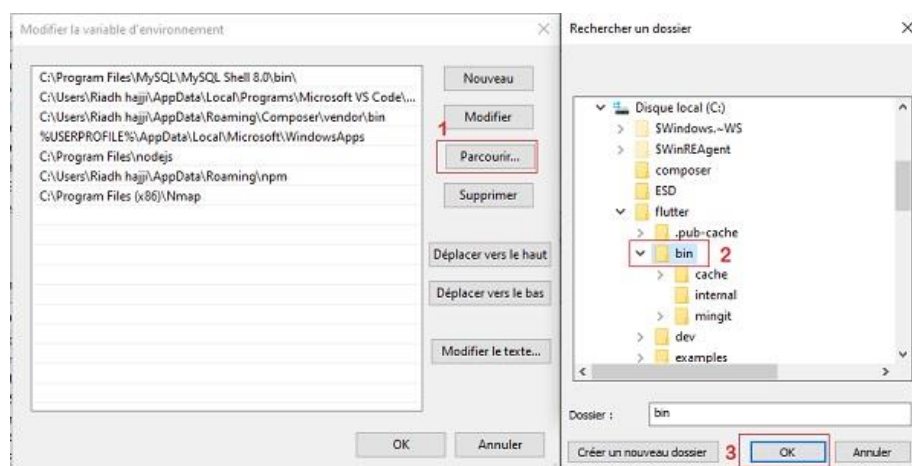 Modifier la variable d'environnement
C:\Program Files\MySQL\MySQL Shell 8.0\bin\
C:\Users\Riadh hajji\AppData\Local\Programs\Microsoft VS Code\...
C:\Users\Riadh hajji\AppData\Roaming\Composer\vendor\bin
%USERPROFILE%\AppData\Local\Microsoft\WindowsApps
C:\Program Files\nodejs
C:\Users\Riadh hajji\AppData\Roaming\npm
C:\Program Files (x86)\Nmap
Nouveau
Modifier
1
Parcourir...
Supprimer
Déplacer vers le haut
Déplacer vers le bas
Modifier le texte...
OK
Annuler
Rechercher un dossier
Disque local (C:)
$Windows.~WS
$WinREAgent
composer
ESD
flutter
.pub-cache
bin 2
cache
internal
mingit
dev
examples
Dossier : bin
Créer un nouveau dossier 3 OK Annuler